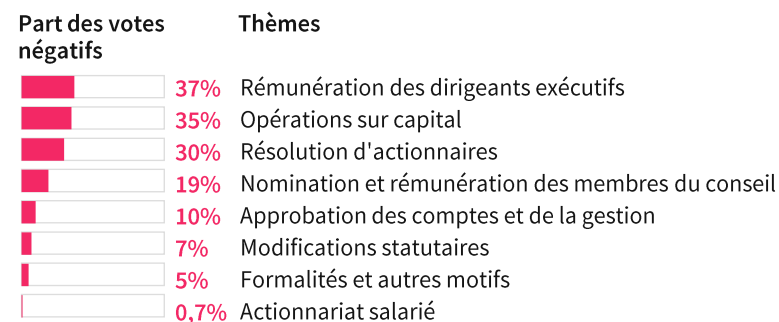 Part des votes négatifs
Thèmes
37% Rémunération des dirigeants exécutifs
35% Opérations sur capital
30% Résolution d'actionnaires
19% Nomination et rémunération des membres du conseil
10% Approbation des comptes et de la gestion
7% Modifications statutaires
5% Formalités et autres motifs
0,7% Actionnariat salarié